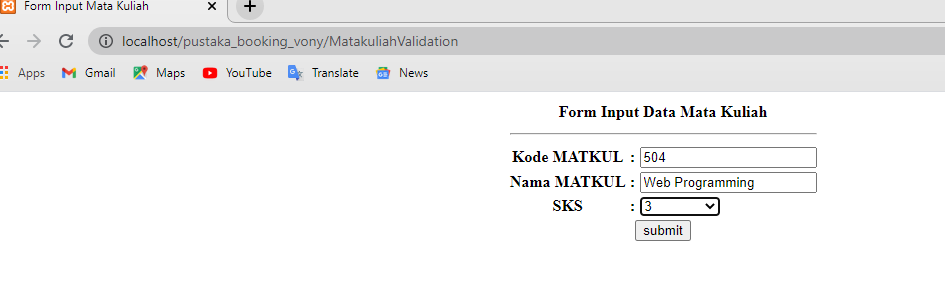 Form Input Mata Kuliah
localhost/pustaka_booking_vony/MatakuliahValidation
Apps Gmail Maps YouTube Translate News
Form Input Data Mata Kuliah
Kode MATKUL : 504
Nama MATKUL : Web Programming
SKS : 3
submit